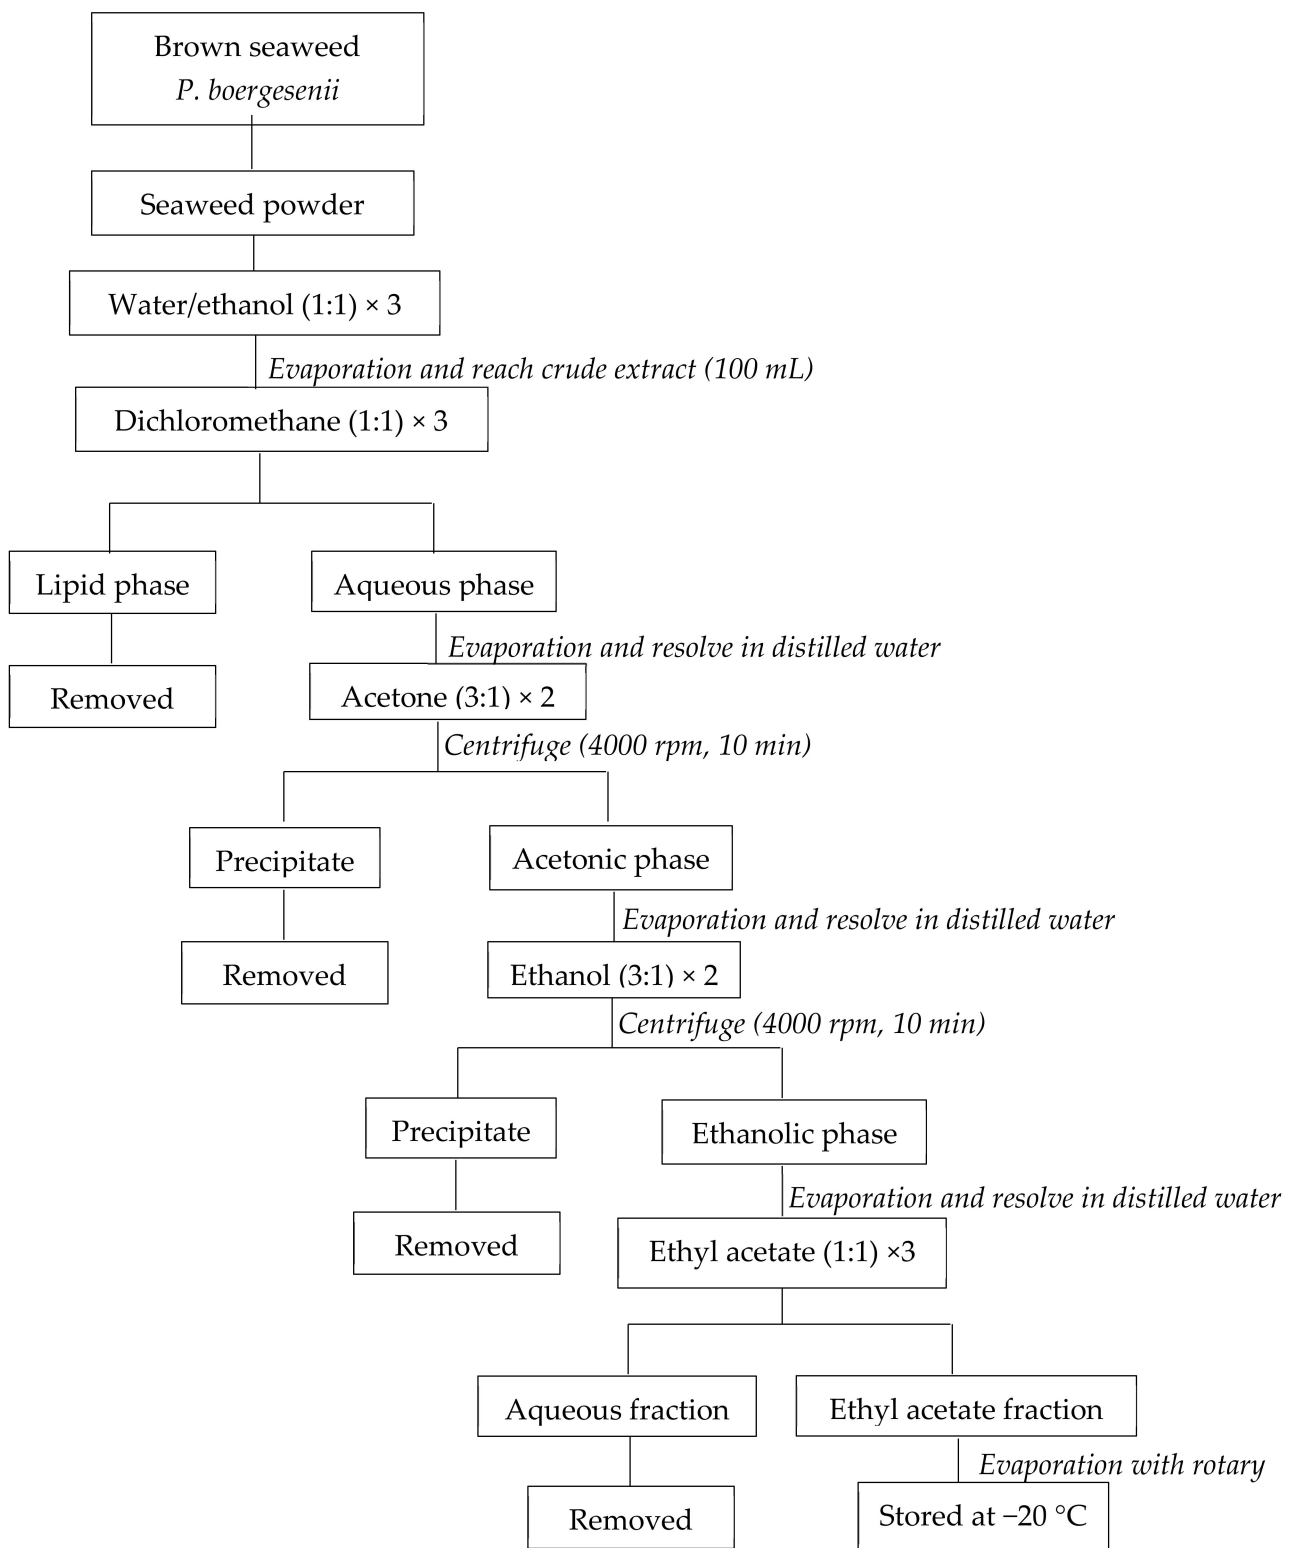 Brown seaweed
P. boergesenii
Seaweed powder
Water/ethanol (1:1) × 3
Evaporation and reach crude extract (100 mL)
Dichloromethane (1:1) × 3
Lipid phase
Aqueous phase
Evaporation and resolve in distilled water
Removed
Acetone (3:1) × 2
Centrifuge (4000 rpm, 10 min)
Precipitate
Acetonic phase
Evaporation and resolve in distilled water
Removed
Ethanol (3:1) × 2
Centrifuge (4000 rpm, 10 min)
Precipitate
Ethanolic phase
Evaporation and resolve in distilled water
Removed
Ethyl acetate (1:1) ×3
Aqueous fraction
Ethyl acetate fraction
Evaporation with rotary
Removed
Stored at −20 °C